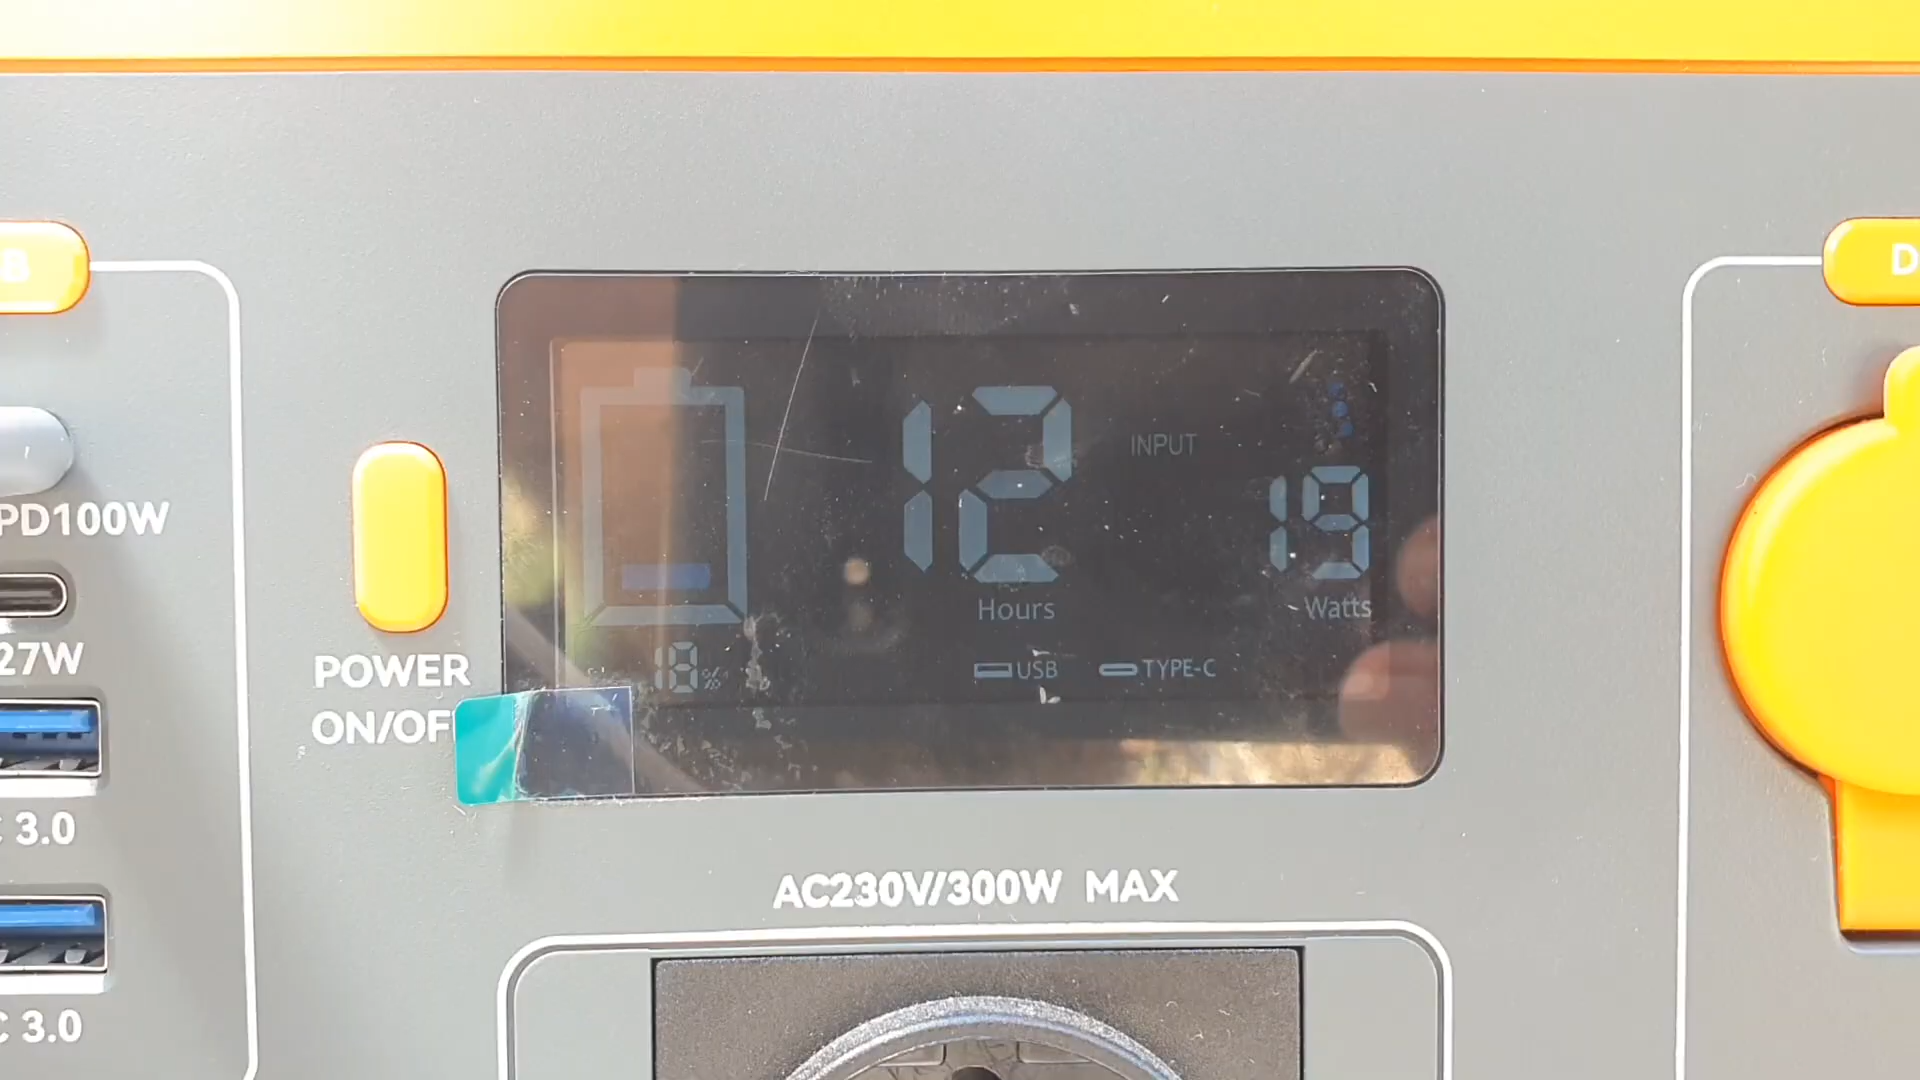 B
PD100W
27W
C 3.0
C 3.0
POWER
ON/OF
12
Hours
INPUT
19
Watts
18%
USB
TYPE-C
AC230V/300W MAX
D